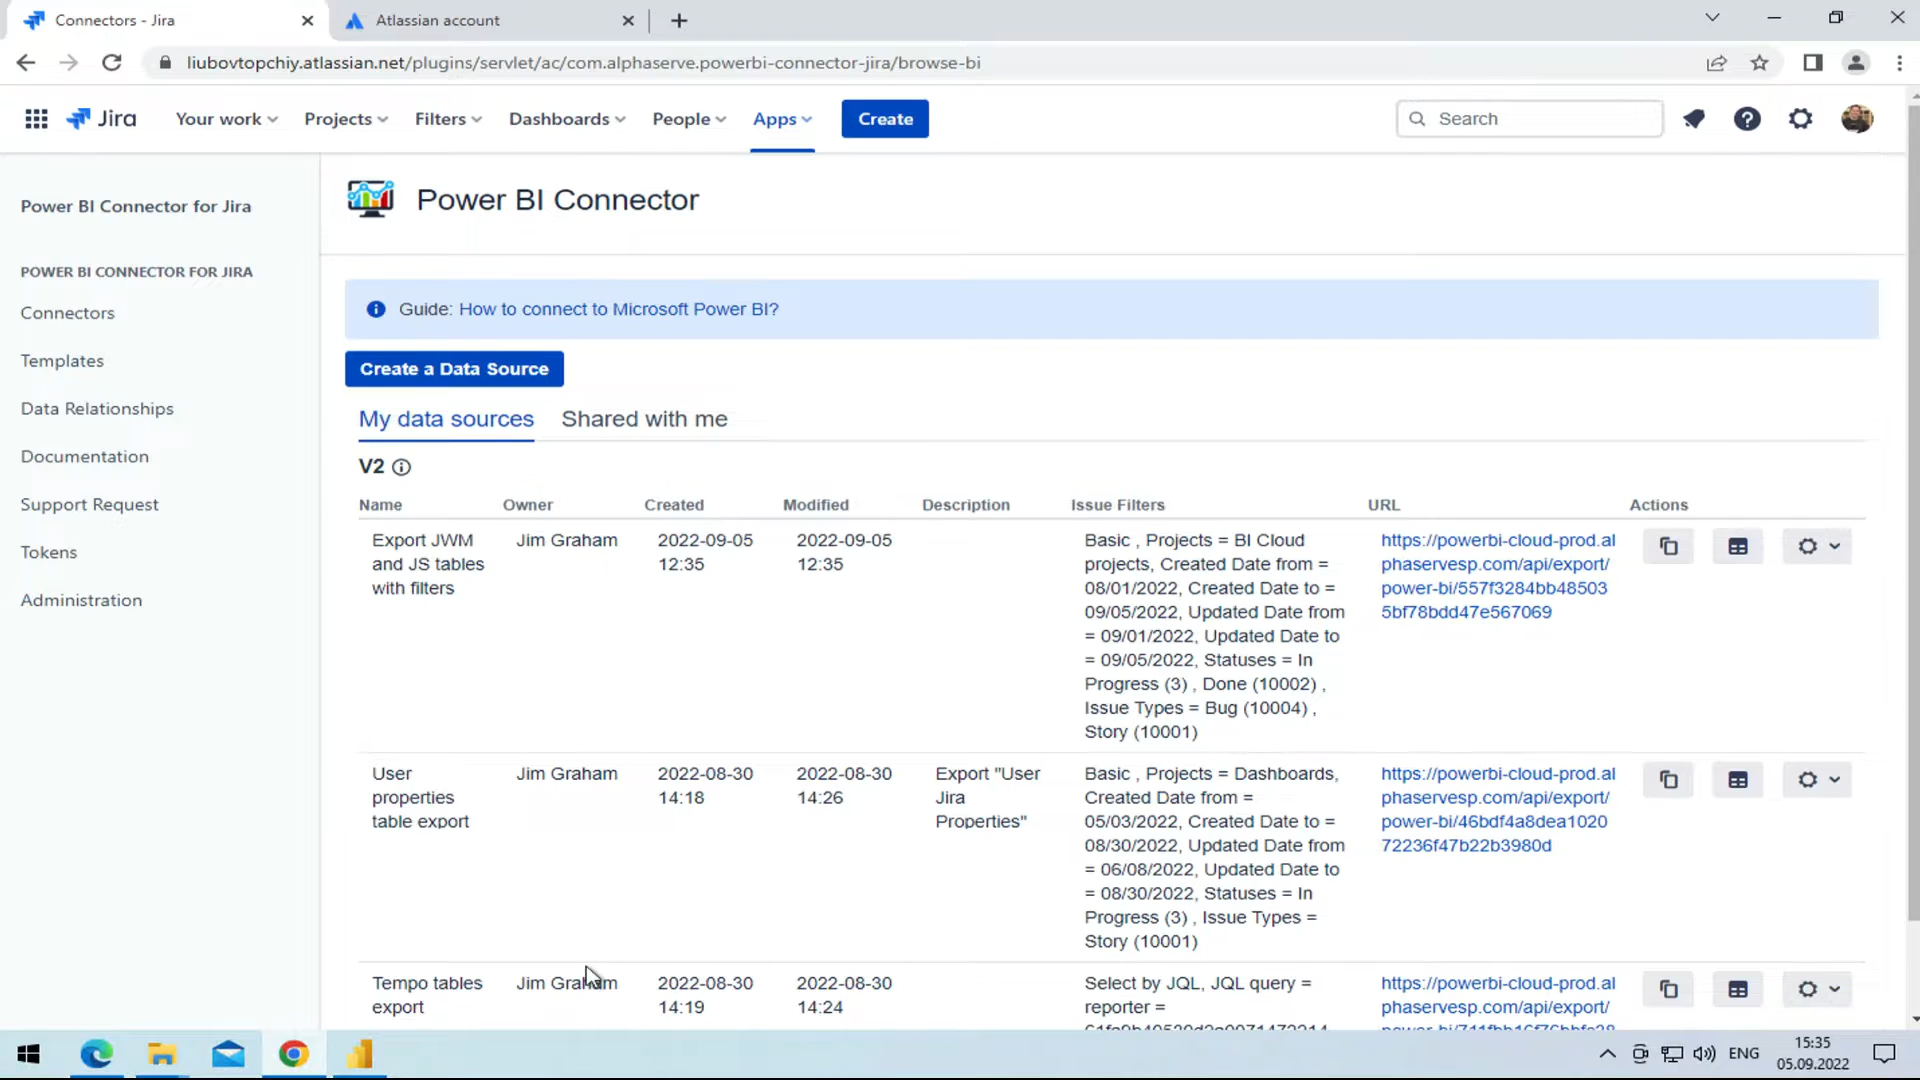 Connectors - Jira
Atlassian account
liubovtopchiy.atlassian.net/plugins/servlet/ac/com.alphaserve.powerbi-connector-jira/browse-bi
Jira
Your work
Projects
Filters
Dashboards
People
Apps
Create
Search
Power BI Connector for Jira
POWER BI CONNECTOR FOR JIRA
Connectors
Templates
Data Relationships
Documentation
Support Request
Tokens
Administration
Power BI Connector
Guide: How to connect to Microsoft Power BI?
Create a Data Source
My data sources
Shared with me
V2
Name
Owner
Created
Modified
Description
Issue Filters
URL
Actions
Export JWM
and JS tables
with filters
Jim Graham
2022-09-05
12:35
2022-09-05
12:35
Basic , Projects = BI Cloud
projects, Created Date from =
08/01/2022, Created Date to =
09/05/2022, Updated Date from
= 09/01/2022, Updated Date to
= 09/05/2022, Statuses = In
Progress (3) , Done (10002) ,
Issue Types = Bug (10004) ,
Story (10001)
https://powerbi-cloud-prod.al
phaservesp.com/api/export/
power-bi/557f3284bb48503
5bf78bdd47e567069
User
properties
table export
Jim Graham
2022-08-30
14:18
2022-08-30
14:26
Export "User
Jira
Properties"
Basic , Projects = Dashboards,
Created Date from =
05/03/2022, Created Date to =
08/30/2022, Updated Date from
= 06/08/2022, Updated Date to
= 08/30/2022, Statuses = In
Progress (3) , Issue Types =
Story (10001)
https://powerbi-cloud-prod.al
phaservesp.com/api/export/
power-bi/46bdf4a8dea1020
72236f47b22b3980d
Tempo tables
export
Jim Graham
2022-08-30
14:19
2022-08-30
14:24
Select by JQL, JQL query =
reporter =
https://powerbi-cloud-prod.al
phaservesp.com/api/export/
ENG
15:35
05.09.2022